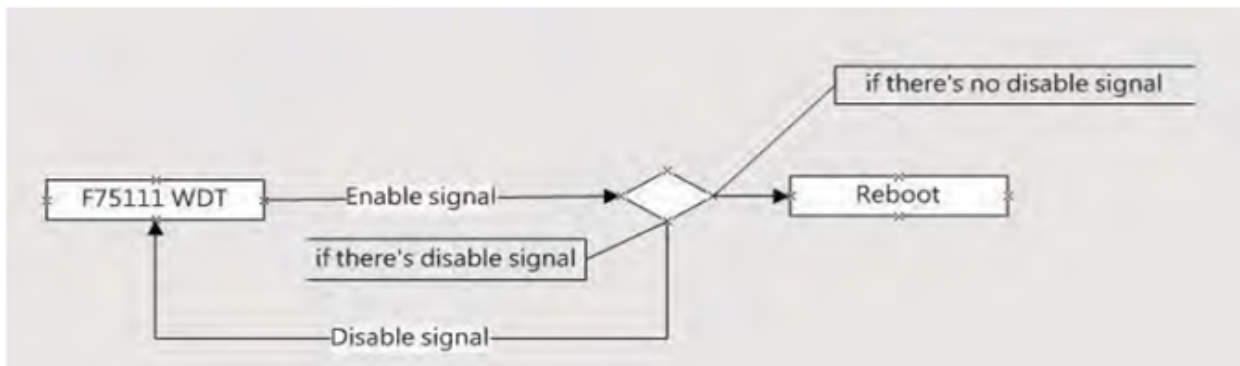 if there's no disable signal
F75111 WDT
Enable signal
Reboot
if there's disable signal
Disable signal